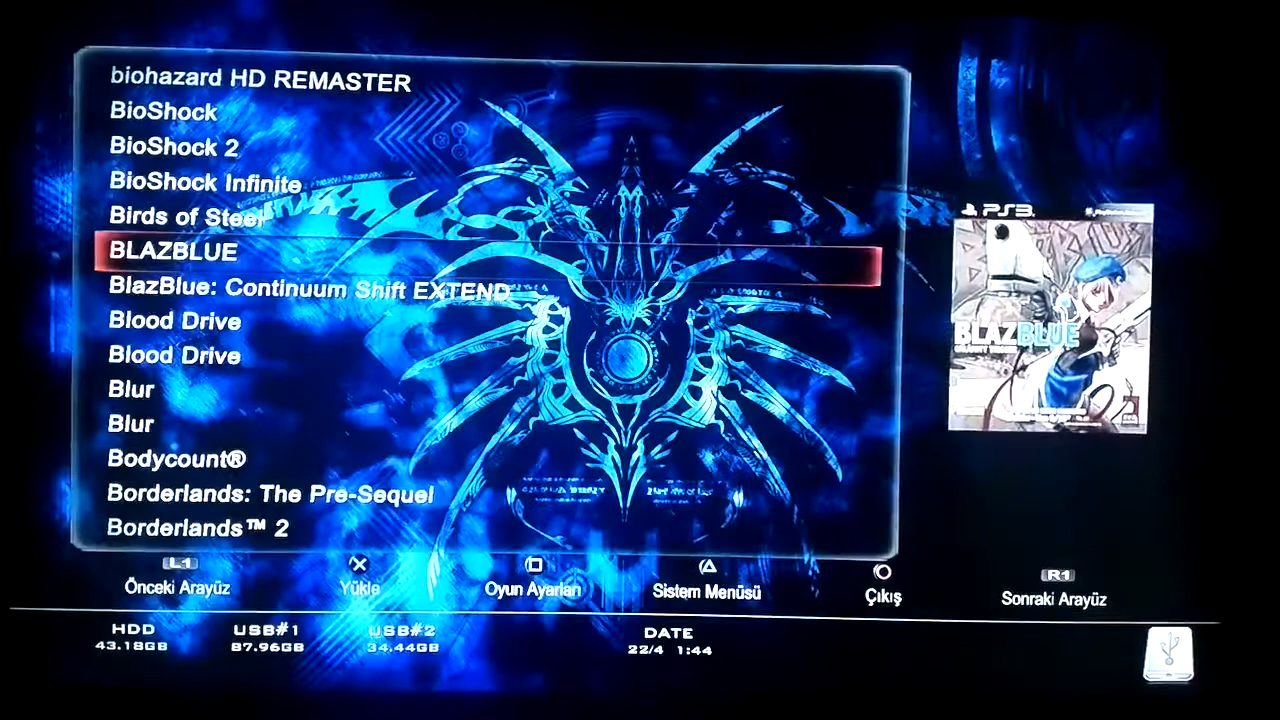 biohazard HD REMASTER
BioShock
BioShock 2
BioShock Infinite
Birds of Steel
BLAZBLUE
BlazBlue: Continuum Shift EXTEND
Blood Drive
Blood Drive
Blur
Blur
Bodycount®
Borderlands: The Pre-Sequel
Borderlands™ 2
PS3
BLAZBLUE
L1
Önceki Arayüz
Yükle
Oyun Ayarları
Sistem Menüsü
Çıkış
R1
Sonraki Arayüz
HDD
43.18GB
USB#1
87.96GB
USB#2
34.44GB
DATE
22/4 1:44